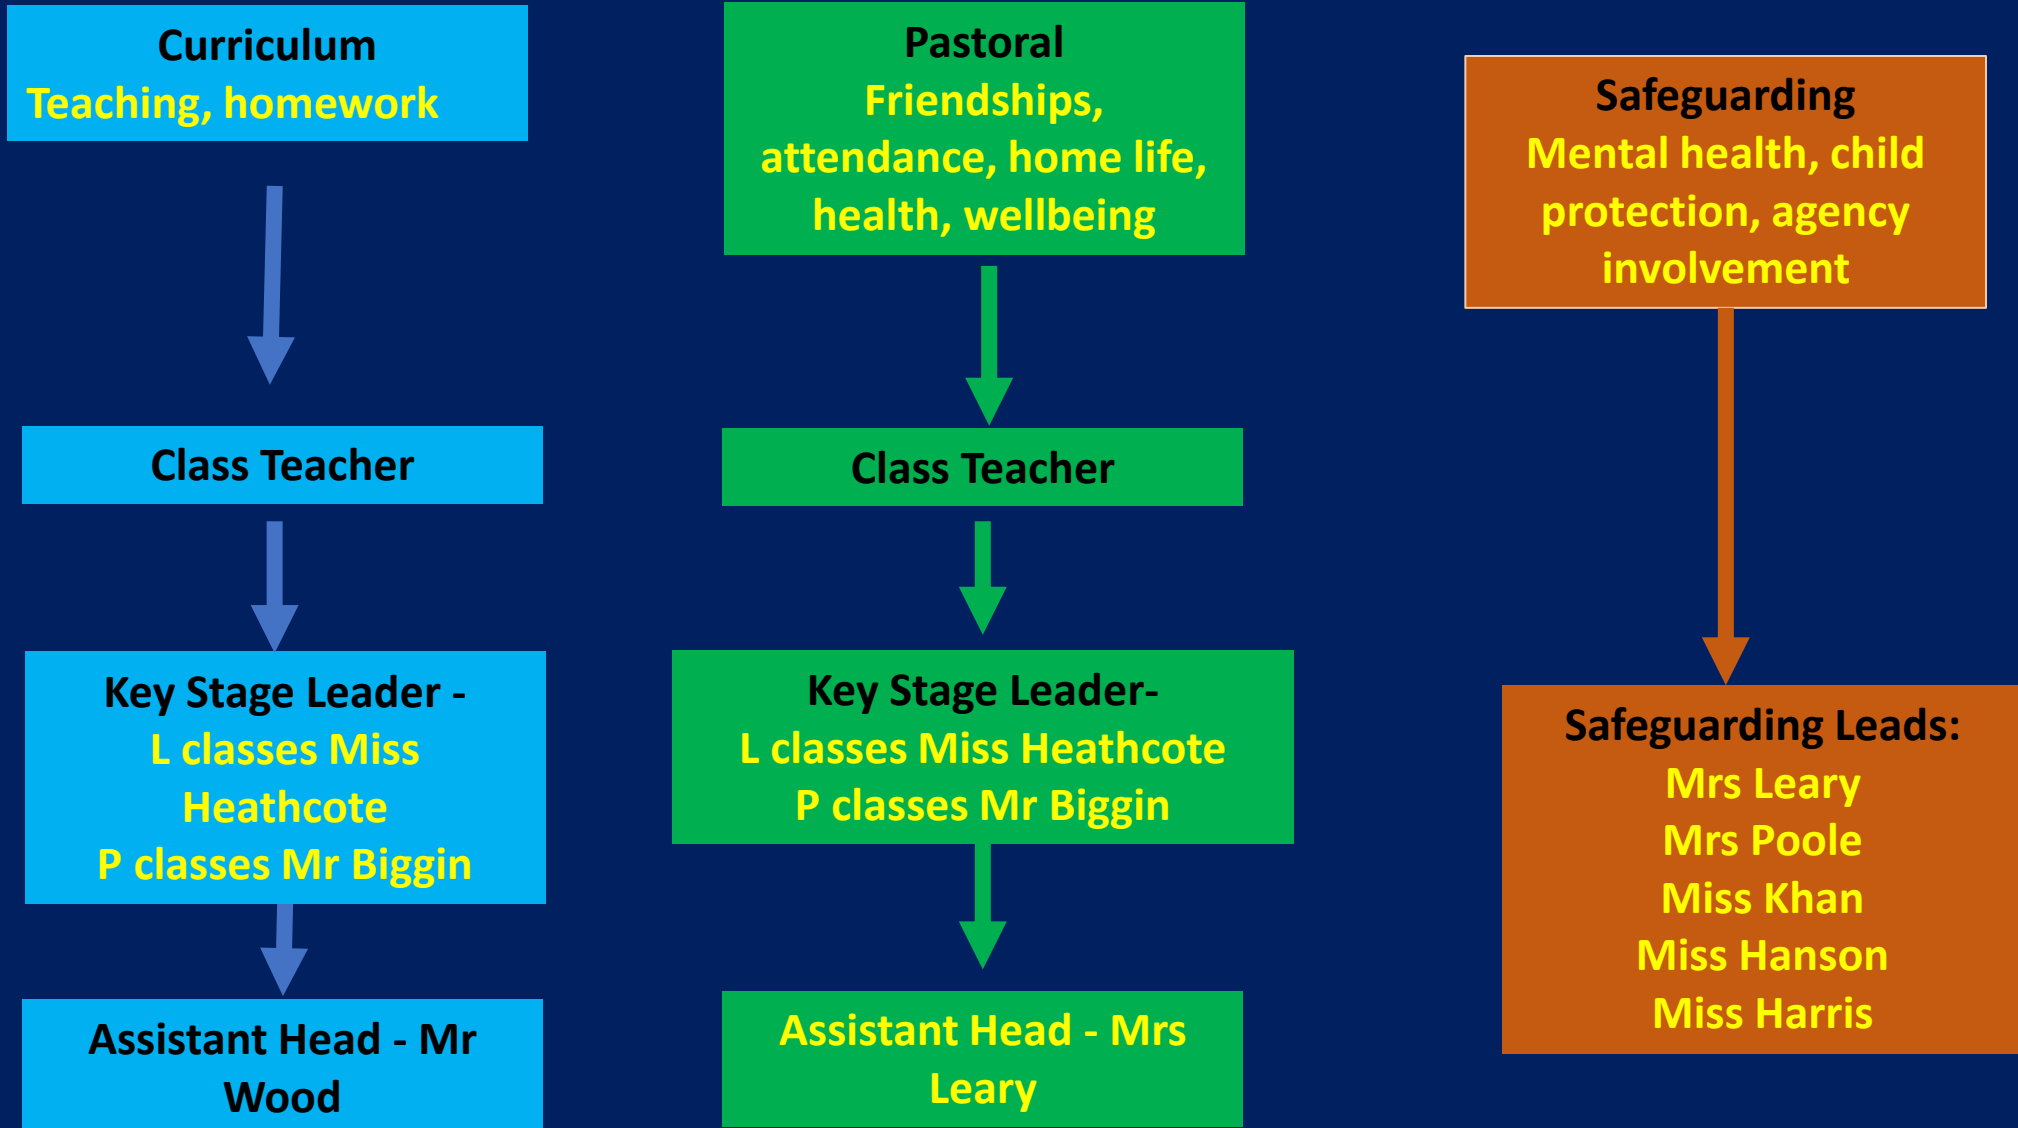 Curriculum
Teaching, homework
Class Teacher
Key Stage Leader -
L classes Miss
Heathcote
P classes Mr Biggin
Assistant Head - Mr
Wood
Pastoral
Friendships,
attendance, home life,
health, wellbeing
Class Teacher
Key Stage Leader-
L classes Miss Heathcote
P classes Mr Biggin
Assistant Head - Mrs
Leary
Safeguarding
Mental health, child
protection, agency
involvement
Safeguarding Leads:
Mrs Leary
Mrs Poole
Miss Khan
Miss Hanson
Miss Harris